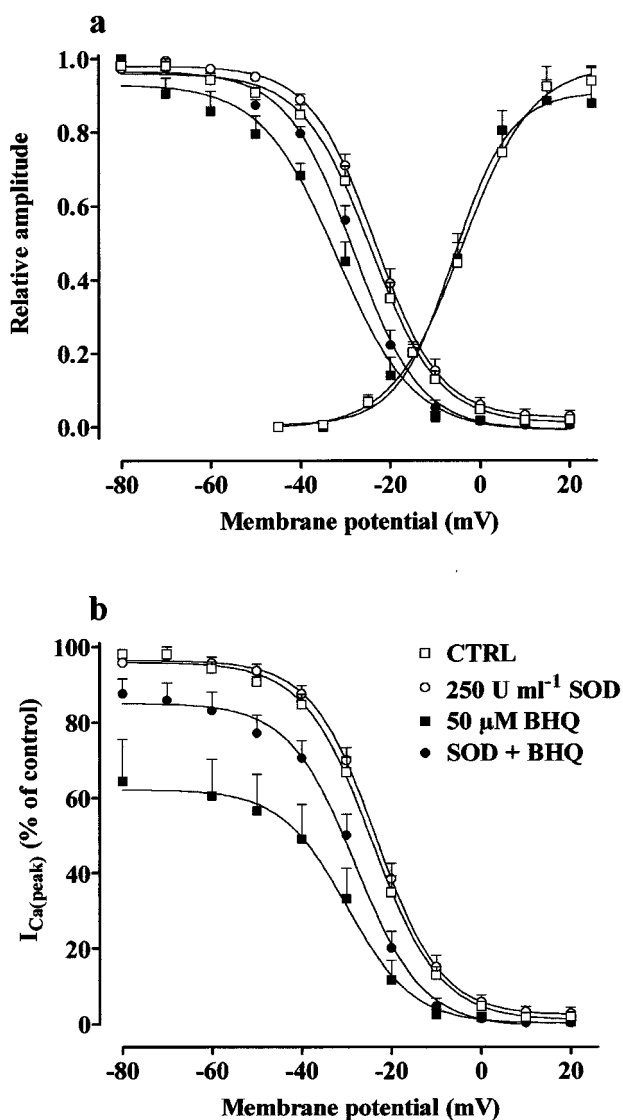 a
Relative amplitude
1.0
0.8
0.6
0.4
0.2
0.0
-80 -60 -40 -20 0 20
Membrane potential (mV)
b
I_Ca(peak) (% of control)
100
80
60
40
20
0
CTRL
250 U ml⁻¹ SOD
50 µM BHQ
SOD + BHQ
-80 -60 -40 -20 0 20
Membrane potential (mV)